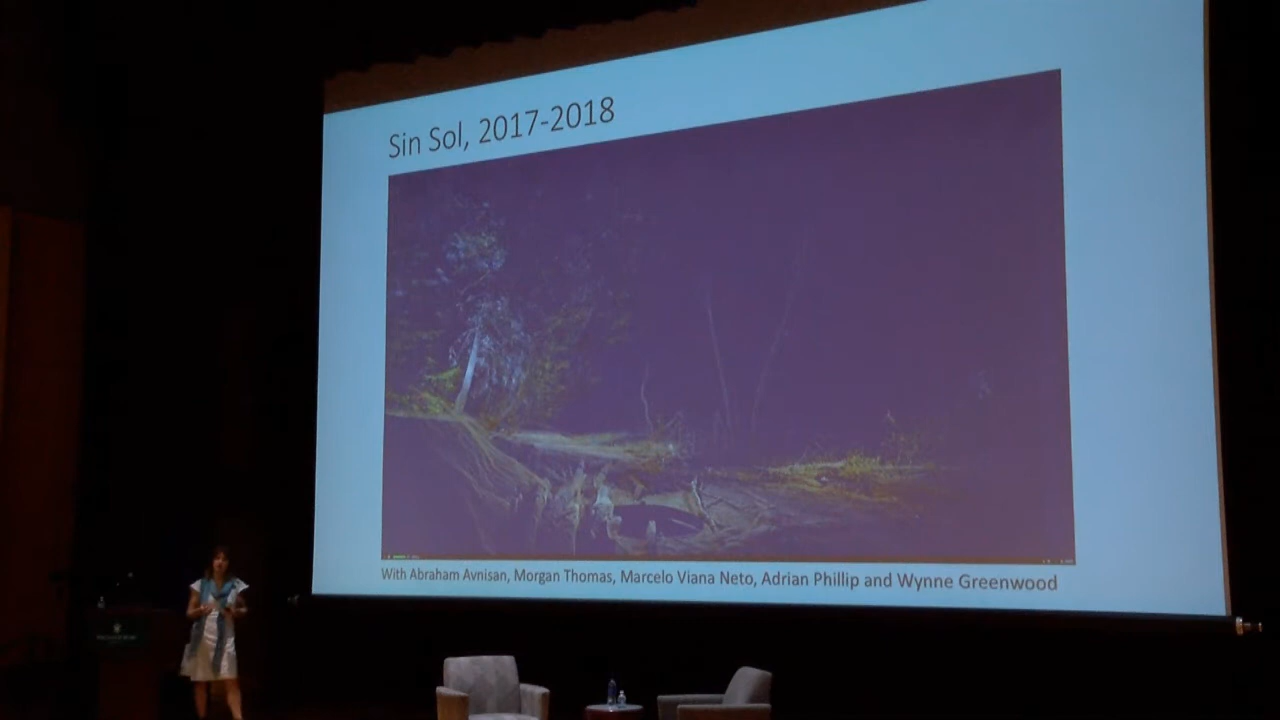 Sin Sol, 2017-2018
With Abraham Avnisan, Morgan Thomas, Marcelo Viana Neto, Adrian Phillip and Wynne Greenwood